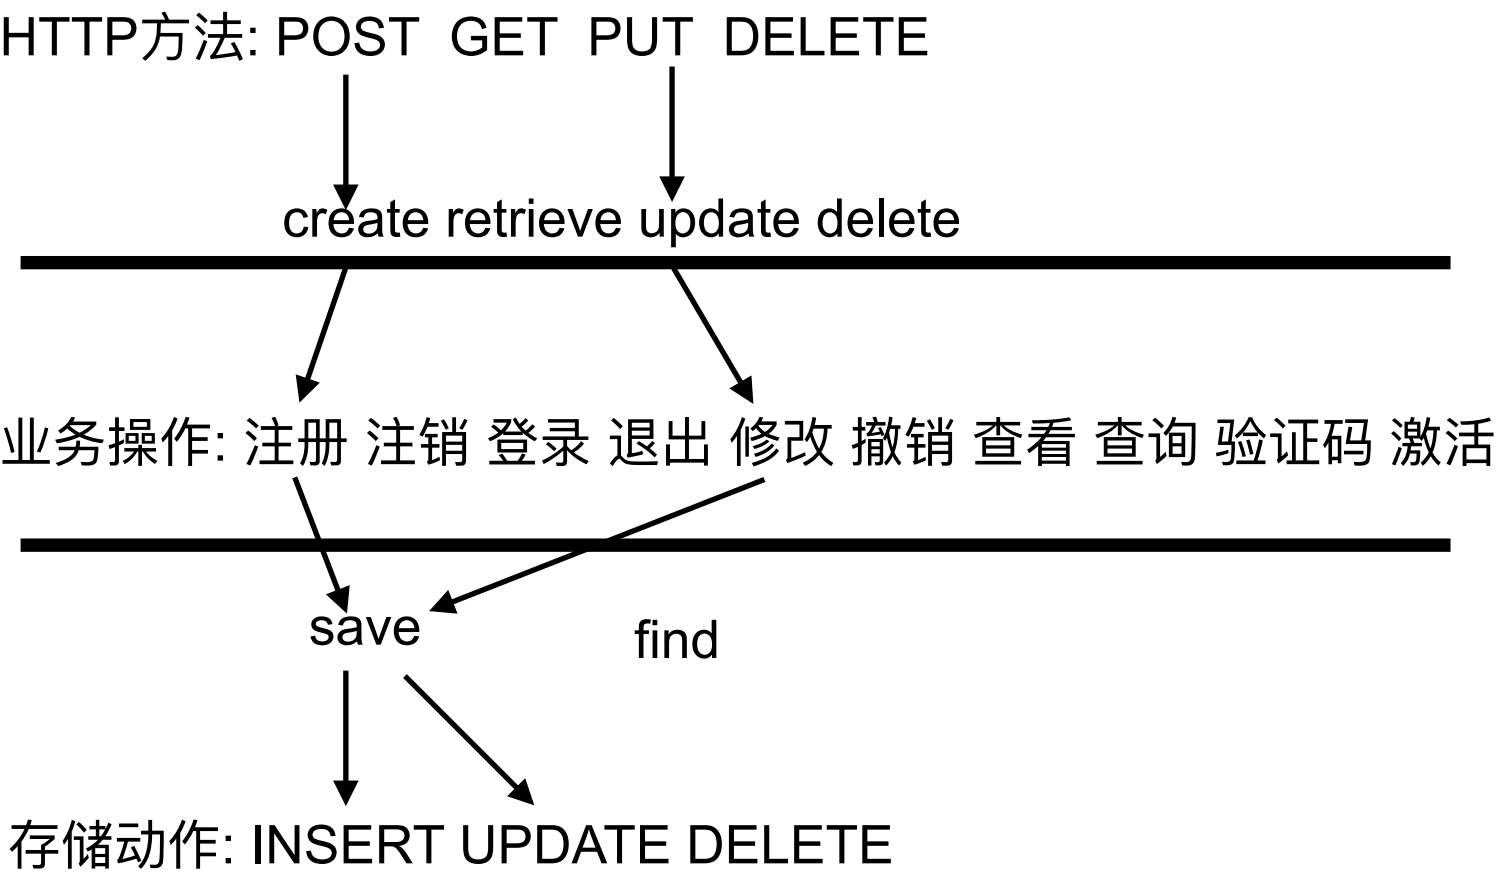 HTTP方法: POST GET PUT DELETE
create retrieve update delete
业务操作: 注册 注销 登录 退出 修改 撤销 查看 查询 验证码 激活
save
find
存储动作: INSERT UPDATE DELETE